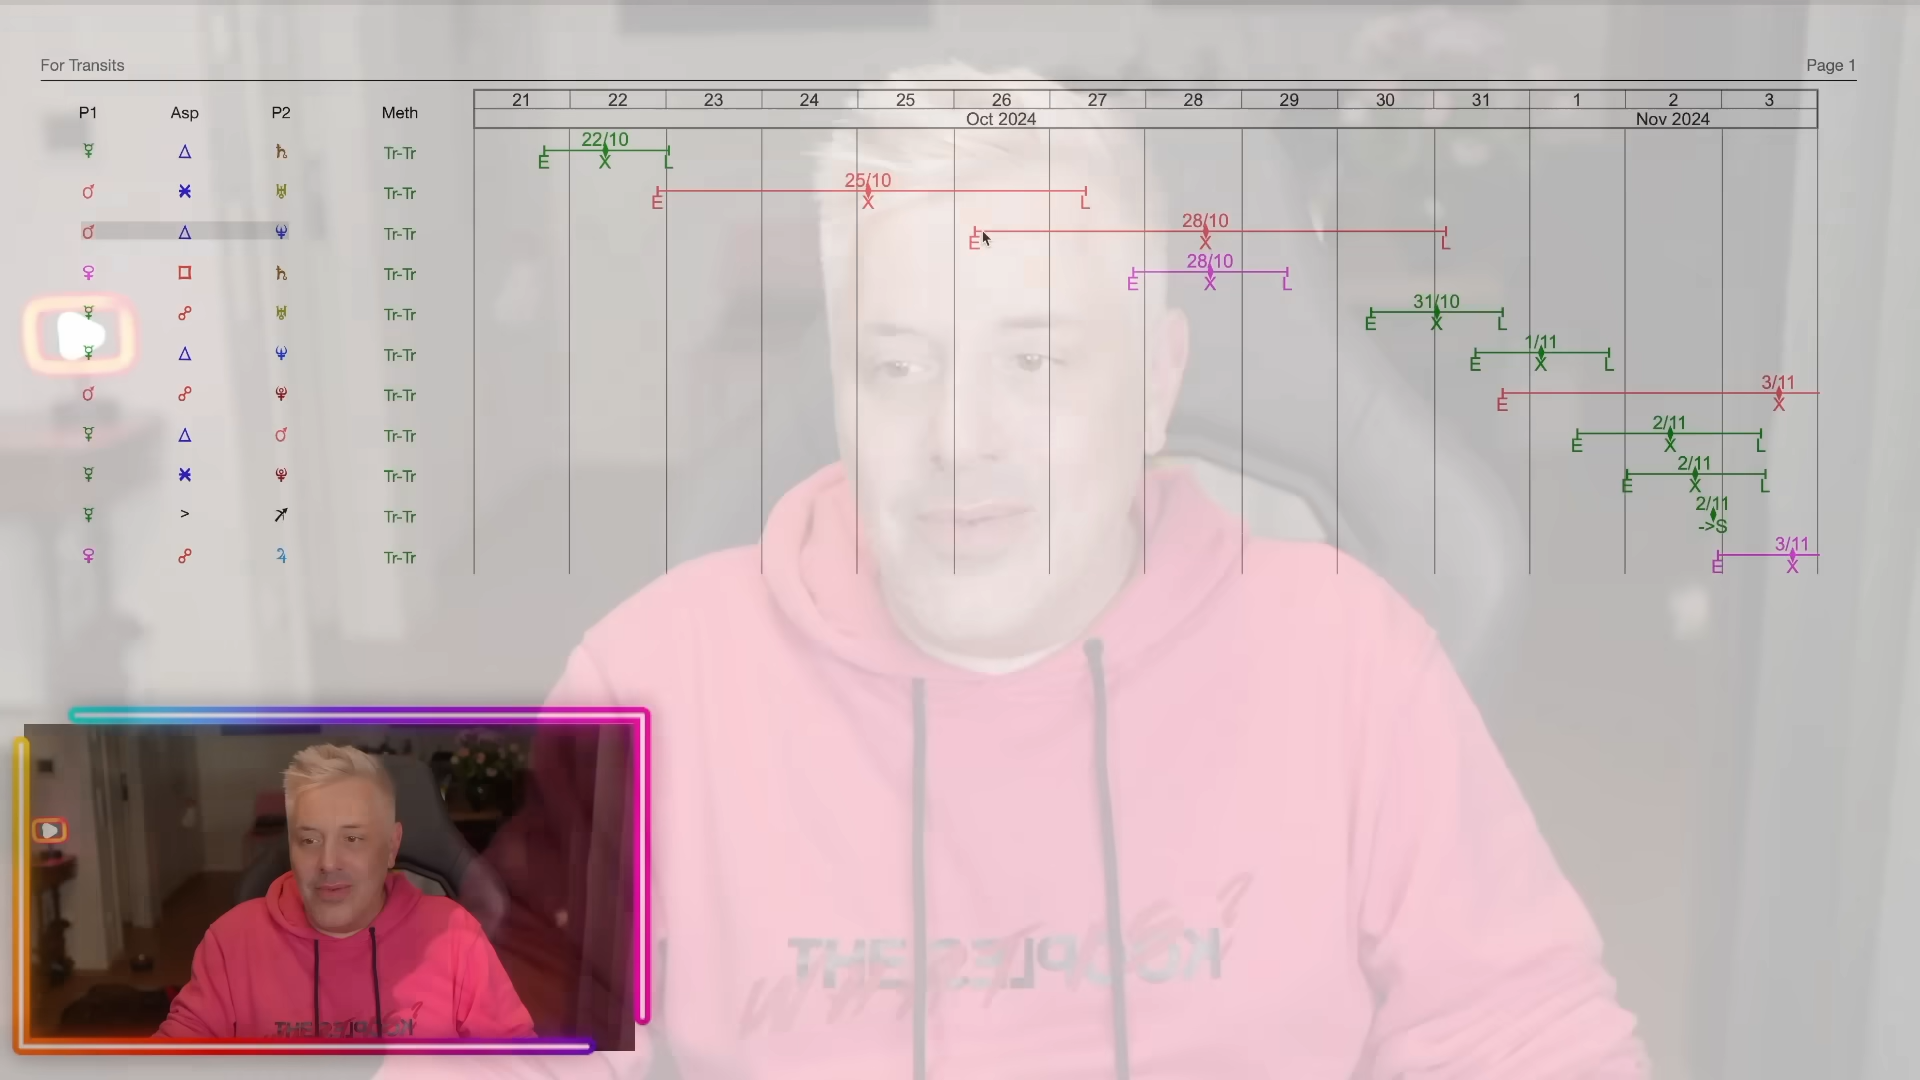 For Transits Page 1
P1 Asp P2 Meth
21 22 23 24 25 26 27 28 29 30 31 1 2 3
Oct 2024 Nov 2024
☿ △ ♄ Tr-Tr 22/10 E X L
♂ ⚹ ♅ Tr-Tr 25/10 E X L
♂ △ ♆ Tr-Tr 28/10 E X L
♀ □ ♄ Tr-Tr 28/10 E X L
☿ ☍ ♅ Tr-Tr 31/10 E X L
☿ △ ♆ Tr-Tr 1/11 E X L
♂ ☍ ♇ Tr-Tr 3/11 E X
☿ △ ♂ Tr-Tr 2/11 E X L
☿ ⚹ ♇ Tr-Tr 2/11 E X L
☿ > ♐ Tr-Tr 2/11 ->S
♀ ☍ ♃ Tr-Tr 3/11 E X
THE